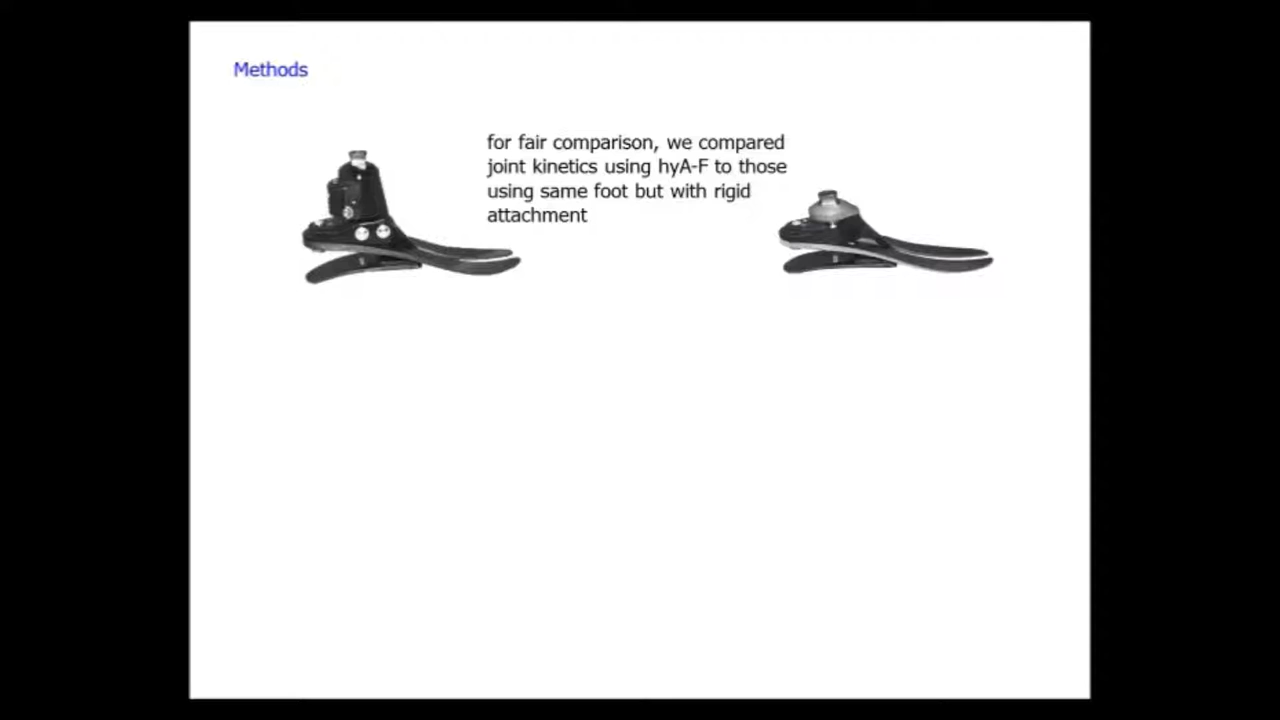 Methods
for fair comparison, we compared
joint kinetics using hyA-F to those
using same foot but with rigid
attachment